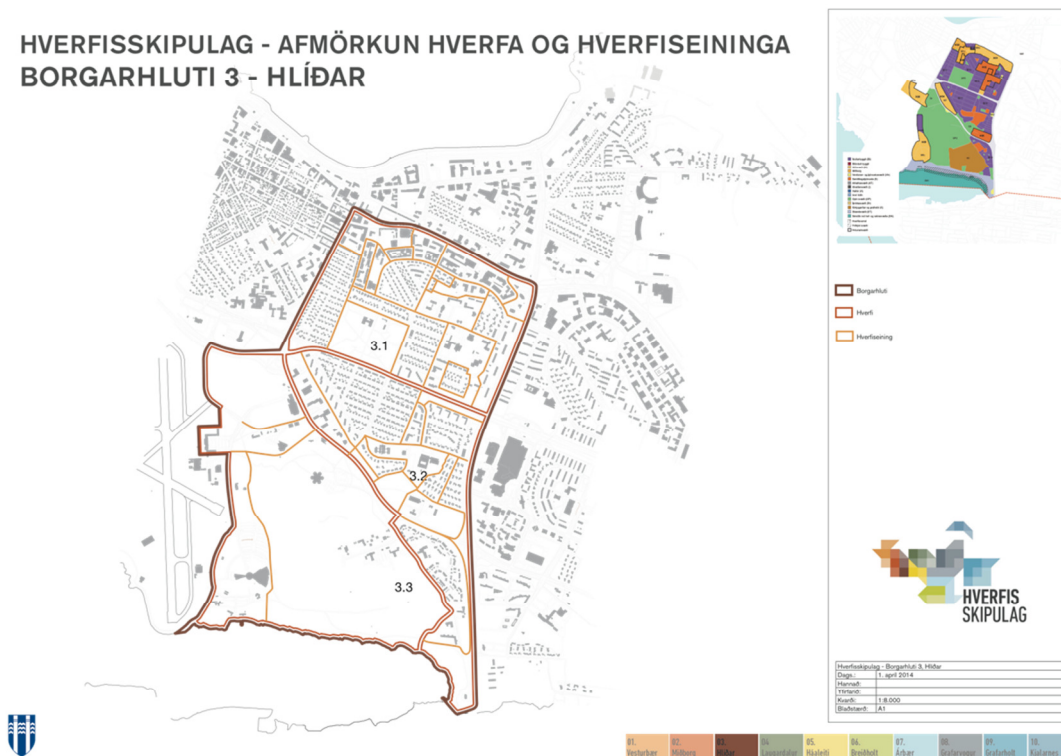 HVERFISSKIPULAG - AFMÖRKUN HVERFA OG HVERFISEININGA
BORGARHLUTI 3 - HLÍÐAR
3.1
3.2
3.3
Borgarhluti
Hverfi
Hverfiseining
HVERFIS
SKIPULAG
Hverfisskipulag - Borgarhluti 3, Hlíðar
Dags.: 1. apríl 2014
Hannað:
Yfirfarið:
Kvarði: 1:8.000
Blaðstærð: A1
01. 02. 03. 04. 05. 06. 07. 08. 09. 10.
Vesturbær Miðborg Hlíðar Laugardalur Háaleiti Breiðholt Árbær Grafarvogur Grafarholt Kjalarnes